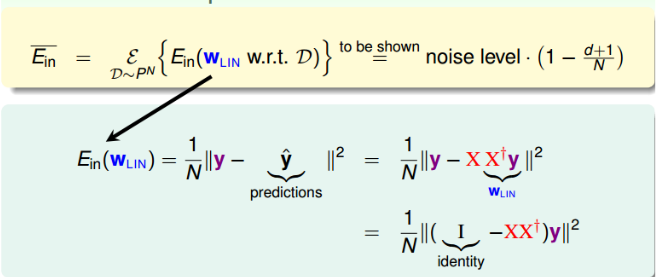 $\overline{E_{\text{in}}} = \mathcal{E}_{\mathcal{D} \sim P^N} \left\{ E_{\text{in}}(\mathbf{w}_{\text{LIN}} \text{ w.r.t. } \mathcal{D}) \right\} \overset{\text{to be shown}}{=} \text{noise level} \cdot \left(1 - \frac{d+1}{N}\right)$
$E_{\text{in}}(\mathbf{w}_{\text{LIN}}) = \frac{1}{N} \| \mathbf{y} - \underbrace{\hat{\mathbf{y}}}_{\text{predictions}} \|^2 = \frac{1}{N} \| \mathbf{y} - \mathrm{X} \underbrace{\mathrm{X}^\dagger \mathbf{y}}_{\mathbf{w}_{\text{LIN}}} \|^2$
$= \frac{1}{N} \| ( \underbrace{\mathrm{I}}_{\text{identity}} - \mathrm{X}\mathrm{X}^\dagger ) \mathbf{y} \|^2$